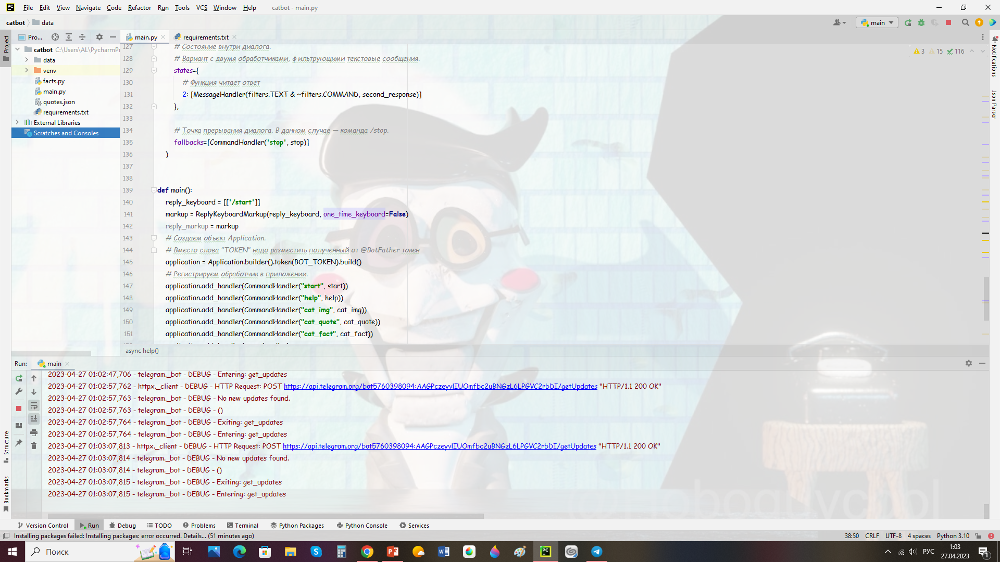 File Edit View Navigate Code Refactor Run Tools VCS Window Help catbot - main.py
catbot data main
Pro... main.py requirements.txt
Project
catbot C:\Users\AL\PycharmPr
data
venv
facts.py
main.py
quotes.json
requirements.txt
External Libraries
Scratches and Consoles
3 15 116
Notifications
Json Parser
127 # Состояние внутри диалога.
128 # Вариант с двумя обработчиками, ф ильтрующими текстовые сообщения.
129 states={
130 # Функция читает ответ
131 2: [MessageHandler(filters.TEXT & ~filters.COMMAND, second_response)]
132 },
133
134 # Точка прерывания диалога. В данном случае — команда /stop.
135 fallbacks=[CommandHandler('stop', stop)]
136 )
137
138
139 def main():
140 reply_keyboard = [['/start']]
141 markup = ReplyKeyboardMarkup(reply_keyboard, one_time_keyboard=False)
142 reply_markup = markup
143 # Создаём объект Application.
144 # Вместо слова "TOKEN" надо разместить полученный от @BotFather токен
145 application = Application.builder().token(BOT_TOKEN).build()
146 # Регистрируем обработчик в приложении.
147 application.add_handler(CommandHandler("start", start))
148 application.add_handler(CommandHandler("help", help))
149 application.add_handler(CommandHandler("cat_img", cat_img))
150 application.add_handler(CommandHandler("cat_quote", cat_quote))
151 application.add_handler(CommandHandler("cat_fact", cat_fact))
async help()
Run: main
2023-04-27 01:02:47,706 - telegram._bot - DEBUG - Entering: get_updates
2023-04-27 01:02:57,762 - httpx._client - DEBUG - HTTP Request: POST https://api.telegram.org/bot5760398094:AAGPczeyvlIUOmfbc2uBNGzL6LPGVC2rbDI/getUpdates "HTTP/1.1 200 OK"
2023-04-27 01:02:57,763 - telegram._bot - DEBUG - No new updates found.
2023-04-27 01:02:57,763 - telegram._bot - DEBUG - ()
2023-04-27 01:02:57,764 - telegram._bot - DEBUG - Exiting: get_updates
2023-04-27 01:02:57,764 - telegram._bot - DEBUG - Entering: get_updates
2023-04-27 01:03:07,813 - httpx._client - DEBUG - HTTP Request: POST https://api.telegram.org/bot5760398094:AAGPczeyvlIUOmfbc2uBNGzL6LPGVC2rbDI/getUpdates "HTTP/1.1 200 OK"
2023-04-27 01:03:07,814 - telegram._bot - DEBUG - No new updates found.
2023-04-27 01:03:07,814 - telegram._bot - DEBUG - ()
2023-04-27 01:03:07,815 - telegram._bot - DEBUG - Exiting: get_updates
2023-04-27 01:03:07,815 - telegram._bot - DEBUG - Entering: get_updates
Structure
Bookmarks
Version Control Run Debug TODO Problems Terminal Python Packages Python Console Services
Installing packages failed: Installing packages: error occurred. Details... (51 minutes ago) 38:50 CRLF UTF-8 4 spaces Python 3.10
Поиск РУС 1:03
27.04.2023 1